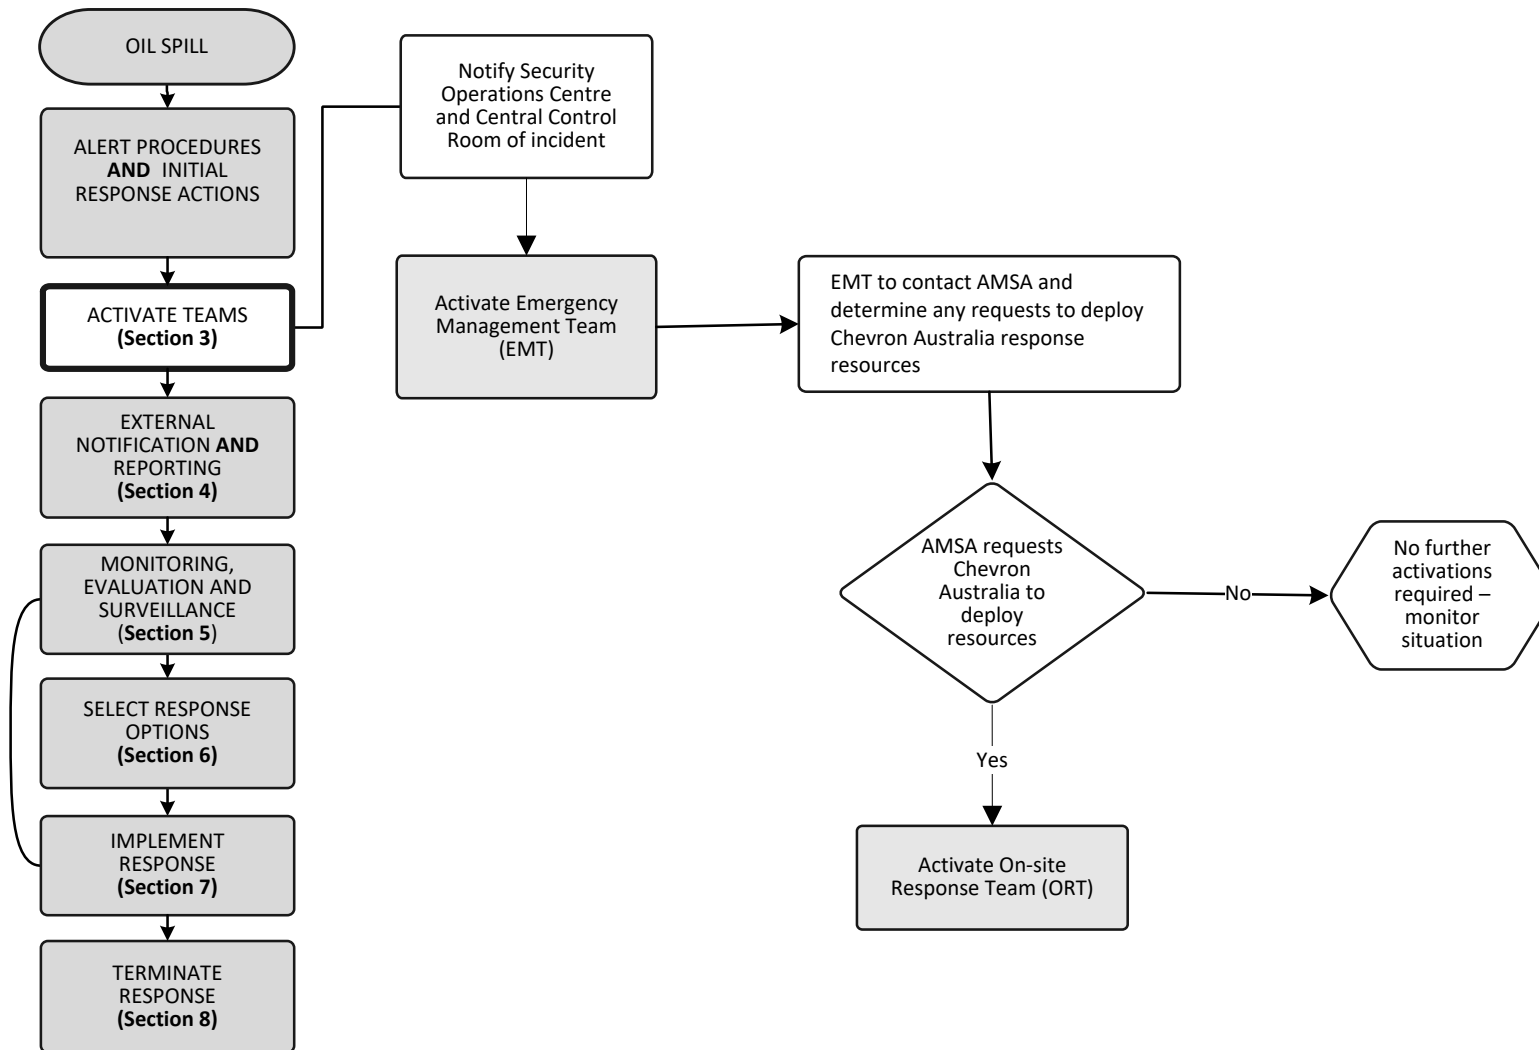 OIL SPILL
ALERT PROCEDURES
AND INITIAL
RESPONSE ACTIONS
ACTIVATE TEAMS
(Section 3)
EXTERNAL
NOTIFICATION AND
REPORTING
(Section 4)
MONITORING,
EVALUATION AND
SURVEILLANCE
(Section 5)
SELECT RESPONSE
OPTIONS
(Section 6)
IMPLEMENT
RESPONSE
(Section 7)
TERMINATE
RESPONSE
(Section 8)
Notify Security
Operations Centre
and Central Control
Room of incident
Activate Emergency
Management Team
(EMT)
EMT to contact AMSA and
determine any requests to deploy
Chevron Australia response
resources
AMSA requests
Chevron
Australia to
deploy
resources
No
No further
activations
required –
monitor
situation
Yes
Activate On-site
Response Team (ORT)